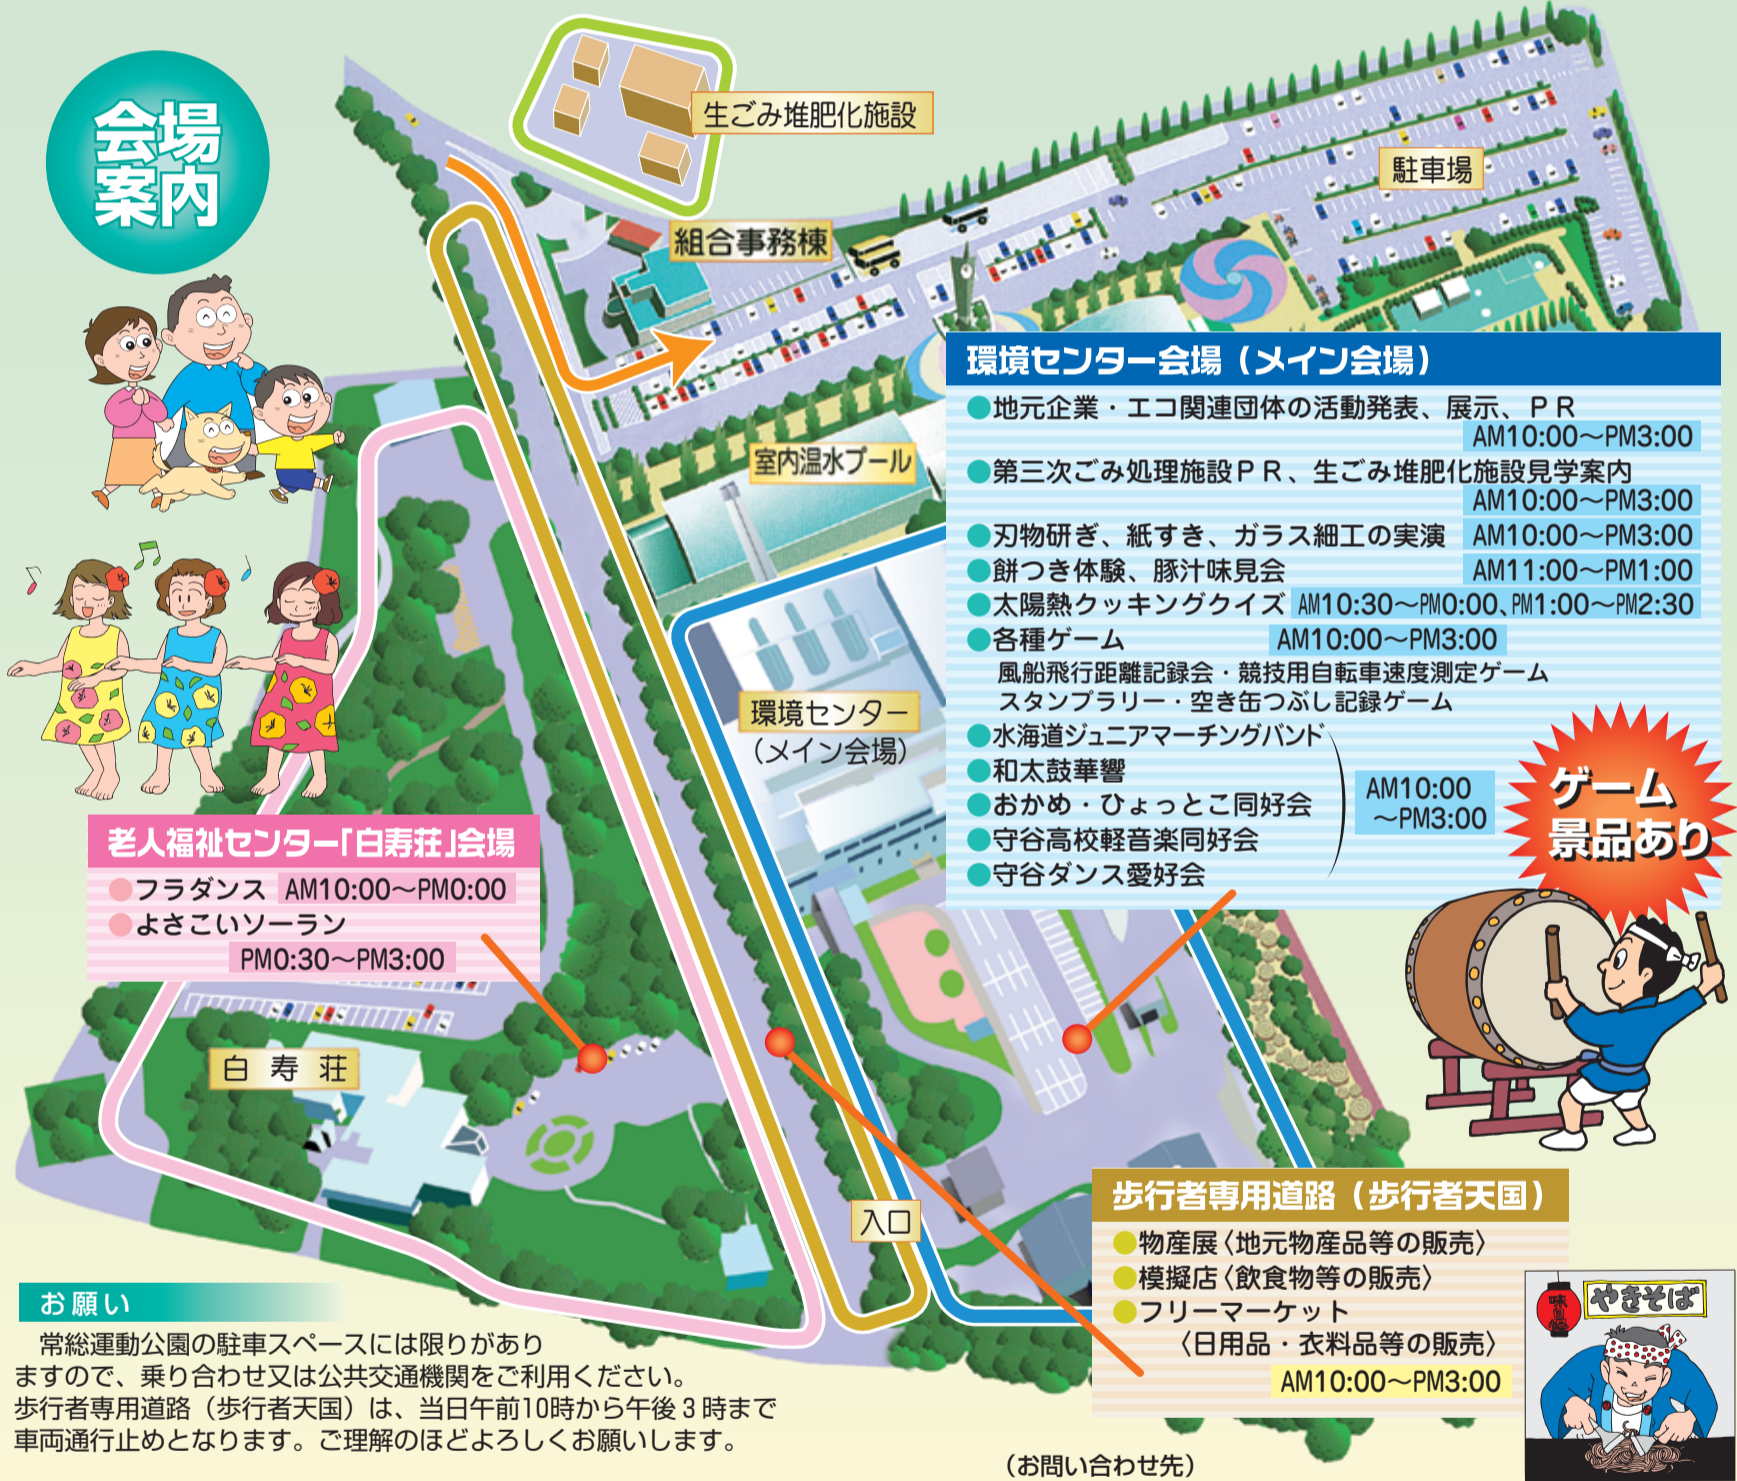 会場
案内
生ごみ堆肥化施設
駐車場
組合事務棟
室内温水プール
環境センター
（メイン会場）
環境センター会場（メイン会場）
●地元企業・エコ関連団体の活動発表、展示、ＰＲ
AM10:00～PM3:00
●第三次ごみ処理施設ＰＲ、生ごみ堆肥化施設見学案内
AM10:00～PM3:00
●刃物研ぎ、紙すき、ガラス細工の実演 AM10:00～PM3:00
●餅つき体験、豚汁味見会 AM11:00～PM1:00
●太陽熱クッキングクイズ AM10:30～PM0:00、PM1:00～PM2:30
●各種ゲーム AM10:00～PM3:00
風船飛行距離記録会・競技用自転車速度測定ゲーム
スタンプラリー・空き缶つぶし記録ゲーム
●水海道ジュニアマーチングバンド
●和太鼓華響
●おかめ・ひょっとこ同好会
●守谷高校軽音楽同好会
●守谷ダンス愛好会
AM10:00
～PM3:00
ゲーム
景品あり
老人福祉センター「白寿荘」会場
●フラダンス AM10:00～PM0:00
●よさこいソーラン
PM0:30～PM3:00
白寿荘
入口
歩行者専用道路（歩行者天国）
●物産展〈地元物産品等の販売〉
●模擬店〈飲食物等の販売〉
●フリーマーケット
〈日用品・衣料品等の販売〉
AM10:00～PM3:00
やきそば
味自慢
お願い
常総運動公園の駐車スペースには限りがあり
ますので、乗り合わせ又は公共交通機関をご利用ください。
歩行者専用道路（歩行者天国）は、当日午前10時から午後３時まで
車両通行止めとなります。ご理解のほどよろしくお願いします。
（お問い合わせ先）